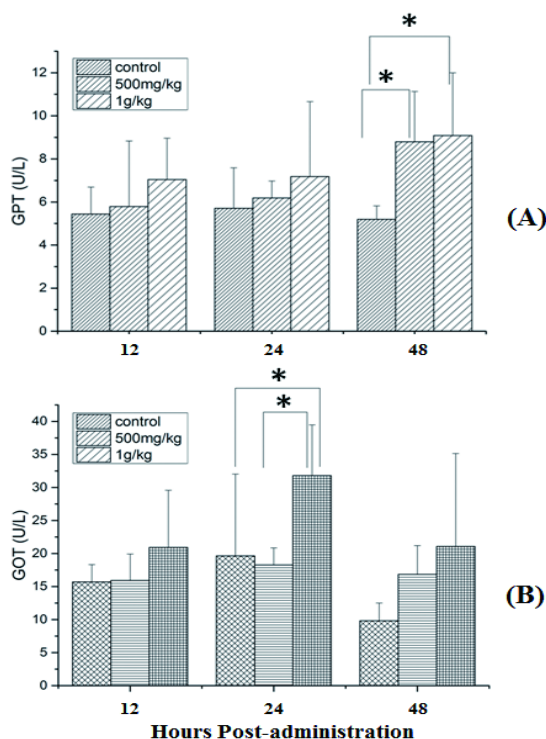 * *
12
10
8
6
4
2
0
GPT (U/L)
control
500mg/kg
1g/kg
12 24 48
(A)
* *
40
35
30
25
20
15
10
5
0
GOT (U/L)
control
500mg/kg
1g/kg
12 24 48
(B)
Hours Post-administration